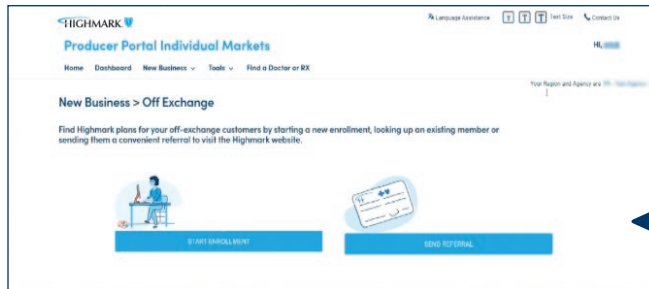 HIGHMARK
Language Assistance T T T Text Size Contact Us
Producer Portal Individual Markets
Hi,
Home Dashboard New Business Tools Find a Doctor or RX
Your Region and Agency are
New Business > Off Exchange
Find Highmark plans for your off-exchange customers by starting a new enrollment, looking up an existing member or
sending them a convenient referral to visit the Highmark website.
START ENROLLMENT
SEND REFERRAL